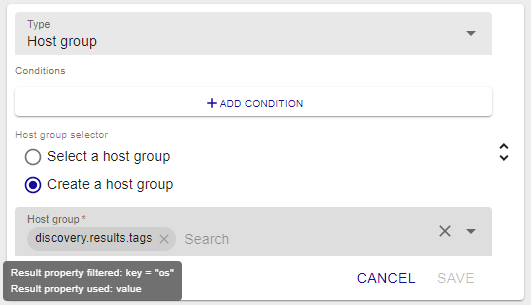 Type
Host group
Conditions
+ ADD CONDITION
Host group selector
Select a host group
Create a host group
Host group *
discovery.results.tags Search
Result property filtered: key = "os"
Result property used: value
CANCEL SAVE